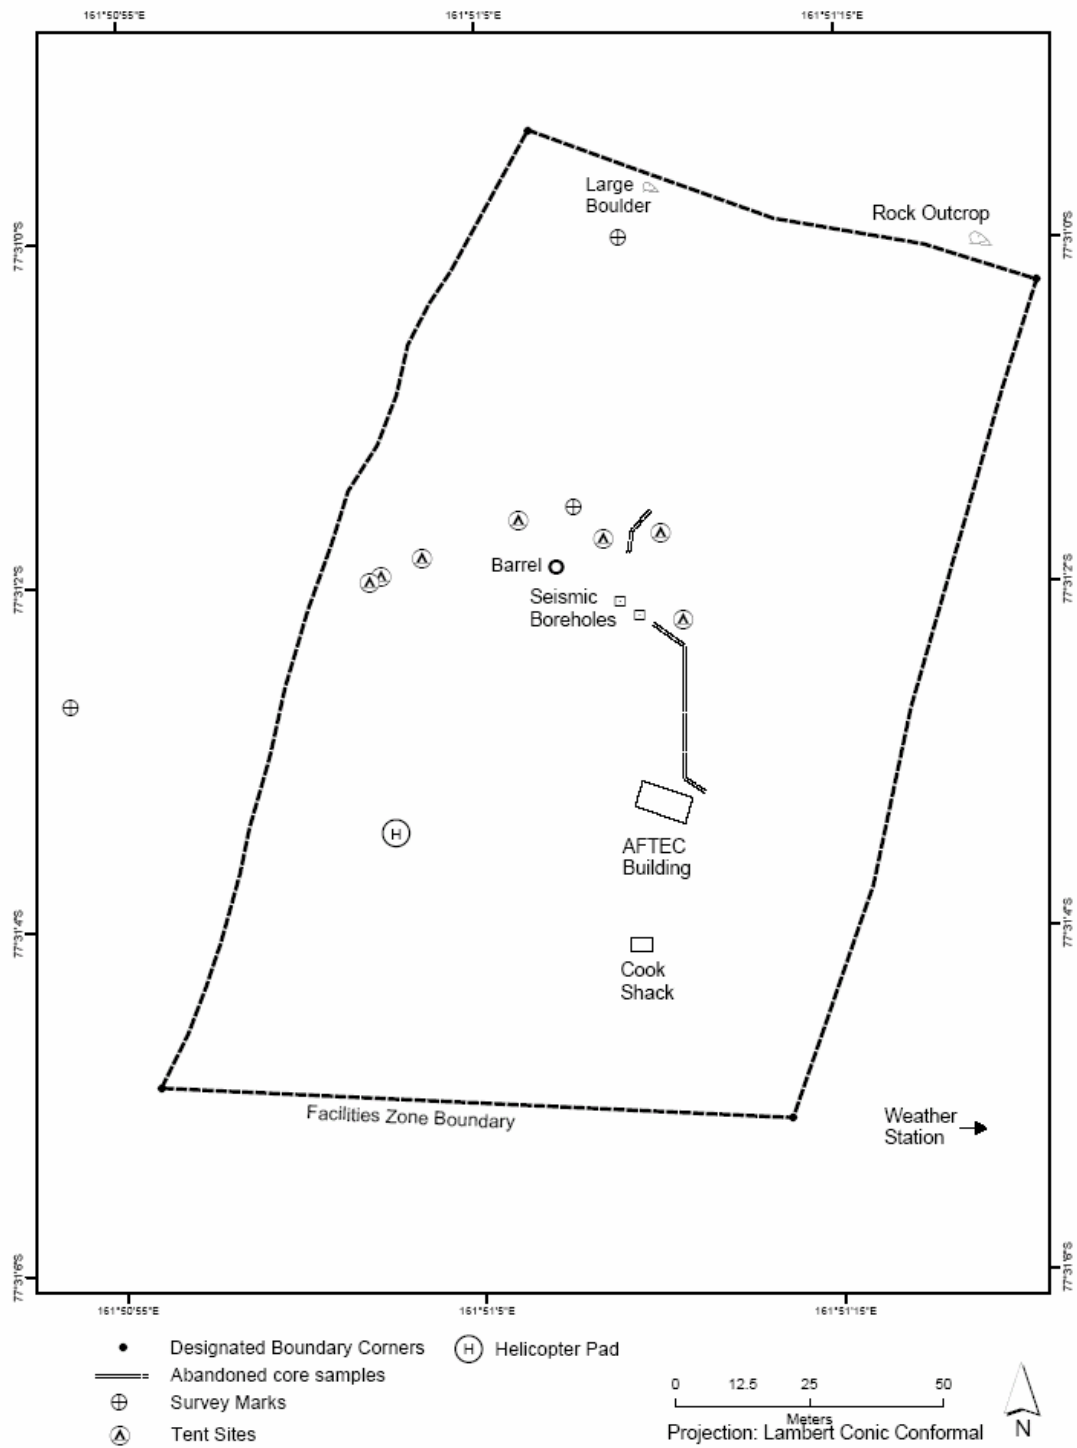 161°50'55"E
161°51'5"E
161°51'15"E
Large
Boulder
Rock Outcrop
77°31'0"S
77°31'0"S
Barrel
Seismic
Boreholes
77°31'2"S
77°31'2"S
H
AFTEC
Building
77°31'4"S
77°31'4"S
Cook
Shack
Facilities Zone Boundary
Weather
Station
77°31'6"S
77°31'6"S
161°50'55"E
161°51'5"E
161°51'15"E
Designated Boundary Corners
H Helicopter Pad
Abandoned core samples
Survey Marks
Tent Sites
0 12.5 25 50
Meters
Projection: Lambert Conic Conformal
N